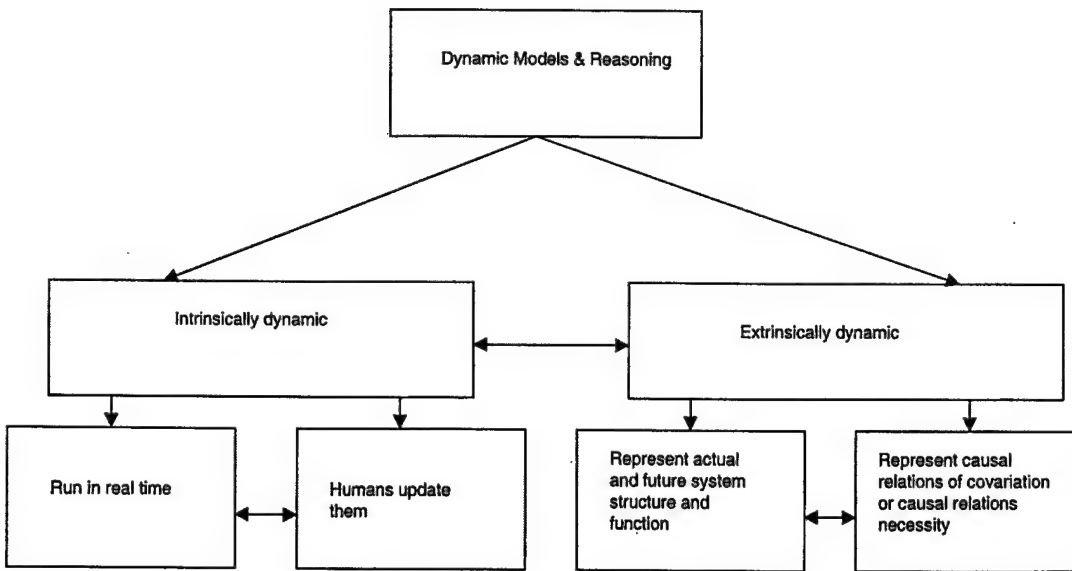 Dynamic Models & Reasoning
Intrinsically dynamic
Extrinsically dynamic
Run in real time
Humans update
them
Represent actual
and future system
structure and
function
Represent causal
relations of covariation
or causal relations
necessity